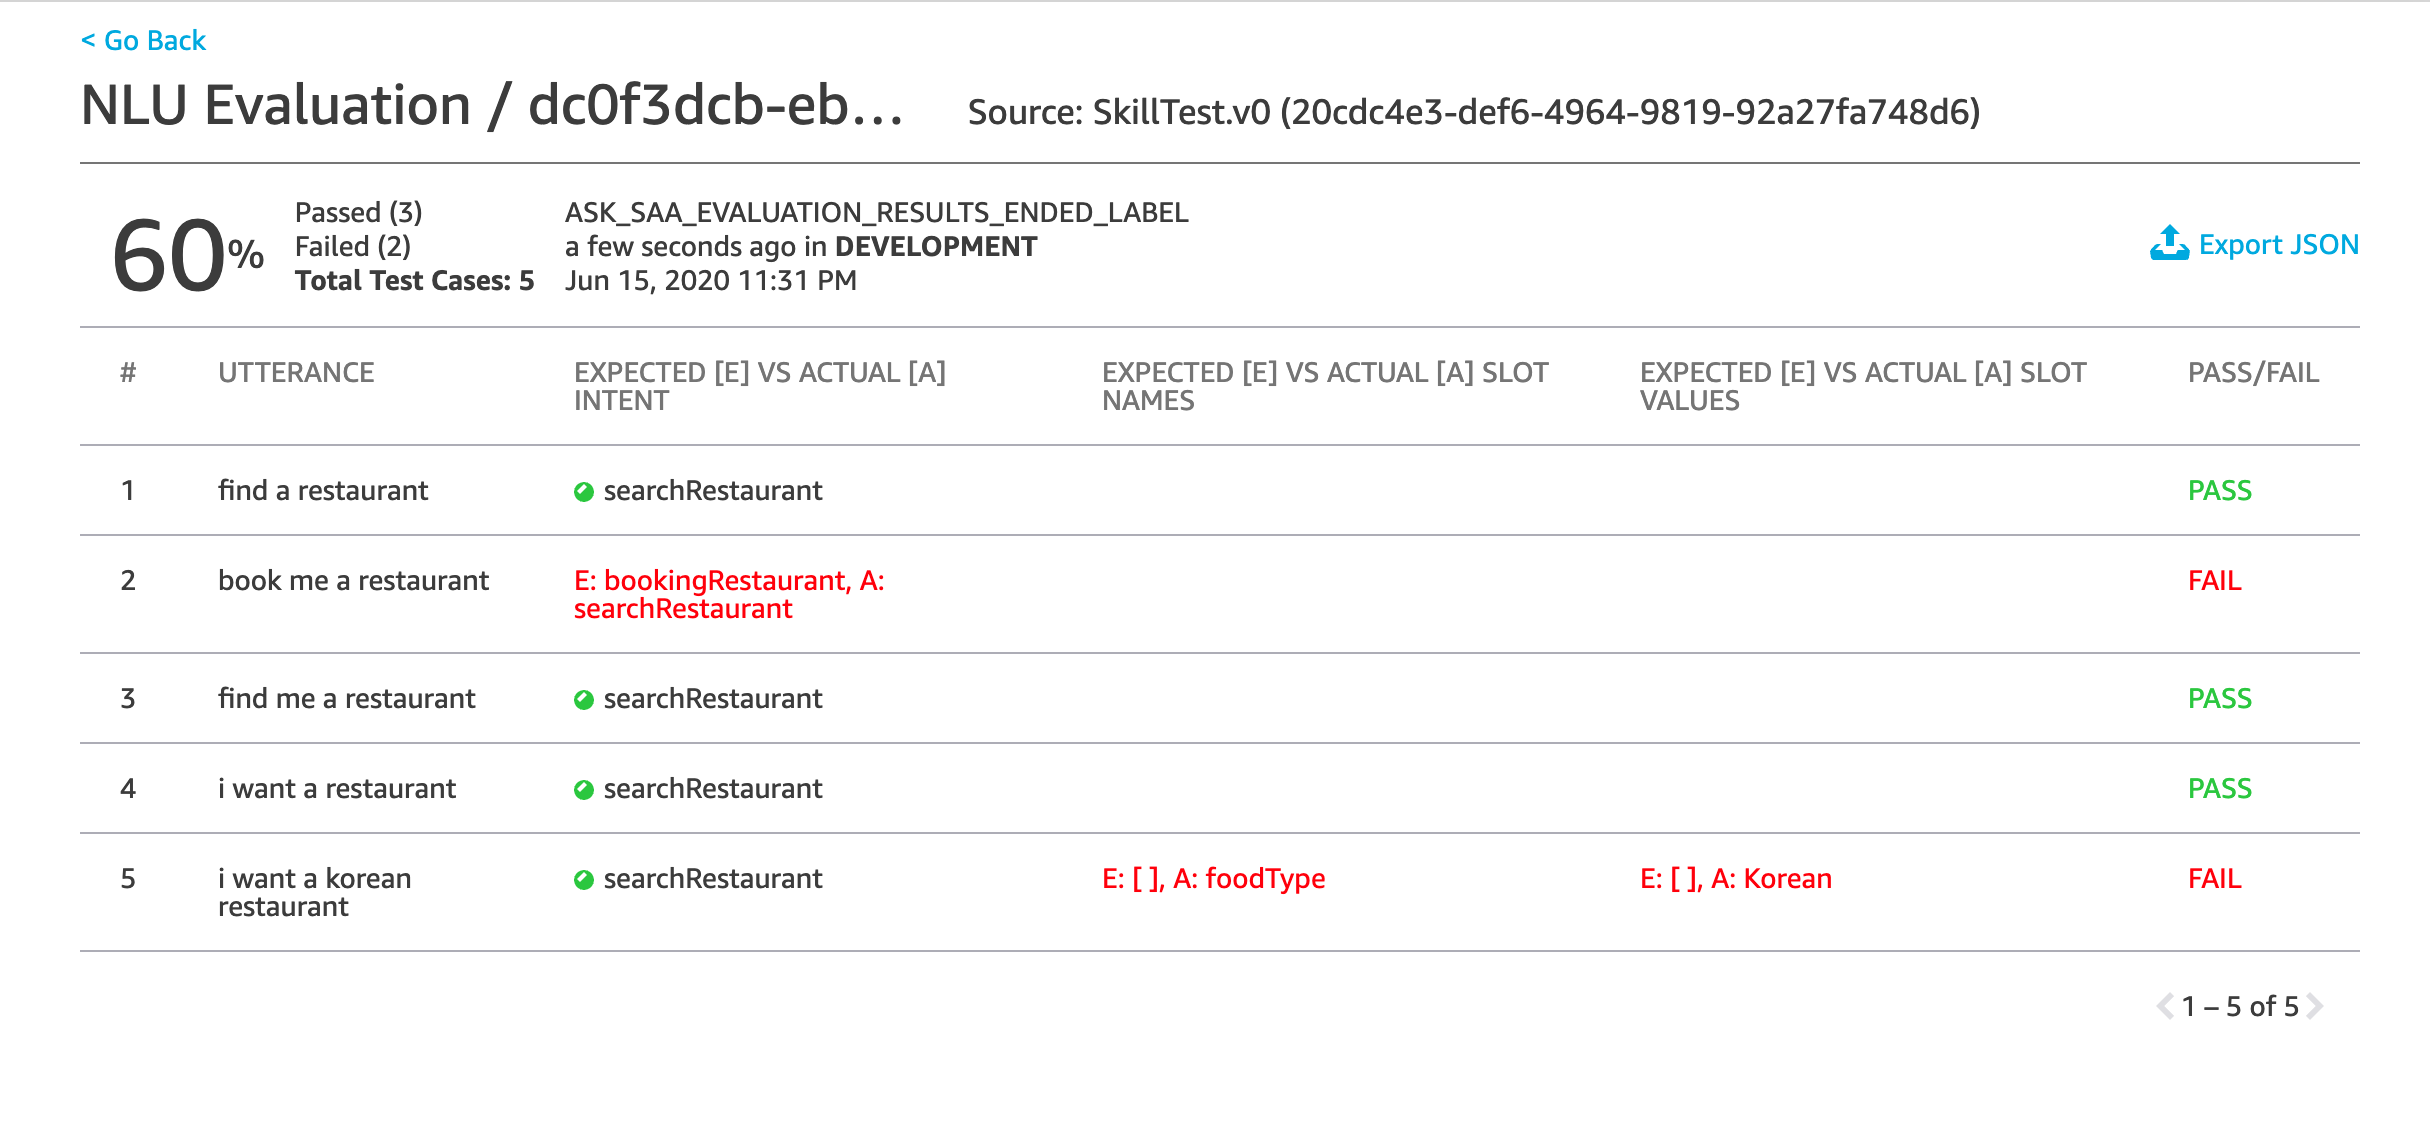 < Go Back
NLU Evaluation / dc0f3dcb-eb... Source: SkillTest.v0 (20cdc4e3-def6-4964-9819-92a27fa748d6)
60%
Passed (3)
Failed (2)
Total Test Cases: 5
ASK_SAA_EVALUATION_RESULTS_ENDED_LABEL
a few seconds ago in DEVELOPMENT
Jun 15, 2020 11:31 PM
Export JSON
# UTTERANCE EXPECTED [E] VS ACTUAL [A] INTENT EXPECTED [E] VS ACTUAL [A] SLOT NAMES EXPECTED [E] VS ACTUAL [A] SLOT VALUES PASS/FAIL
1 find a restaurant searchRestaurant PASS
2 book me a restaurant E: bookingRestaurant, A: searchRestaurant FAIL
3 find me a restaurant searchRestaurant PASS
4 i want a restaurant searchRestaurant PASS
5 i want a korean restaurant searchRestaurant E: [ ], A: foodType E: [ ], A: Korean FAIL
1 – 5 of 5